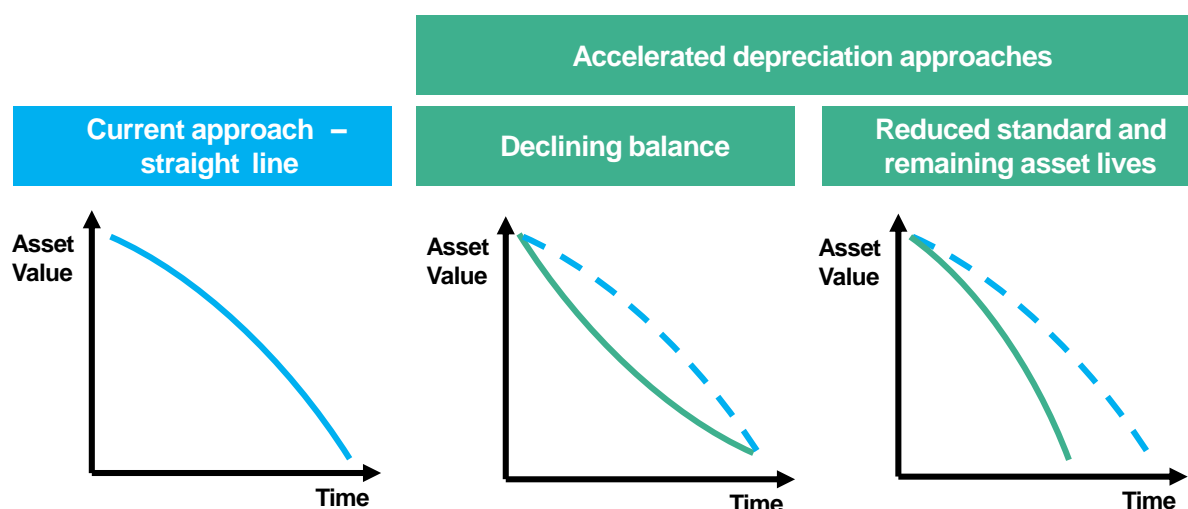 Accelerated depreciation approaches
Current approach –
straight line
Declining balance
Reduced standard and
remaining asset lives
Asset
Value
Time
Asset
Value
Time
Asset
Value
Time